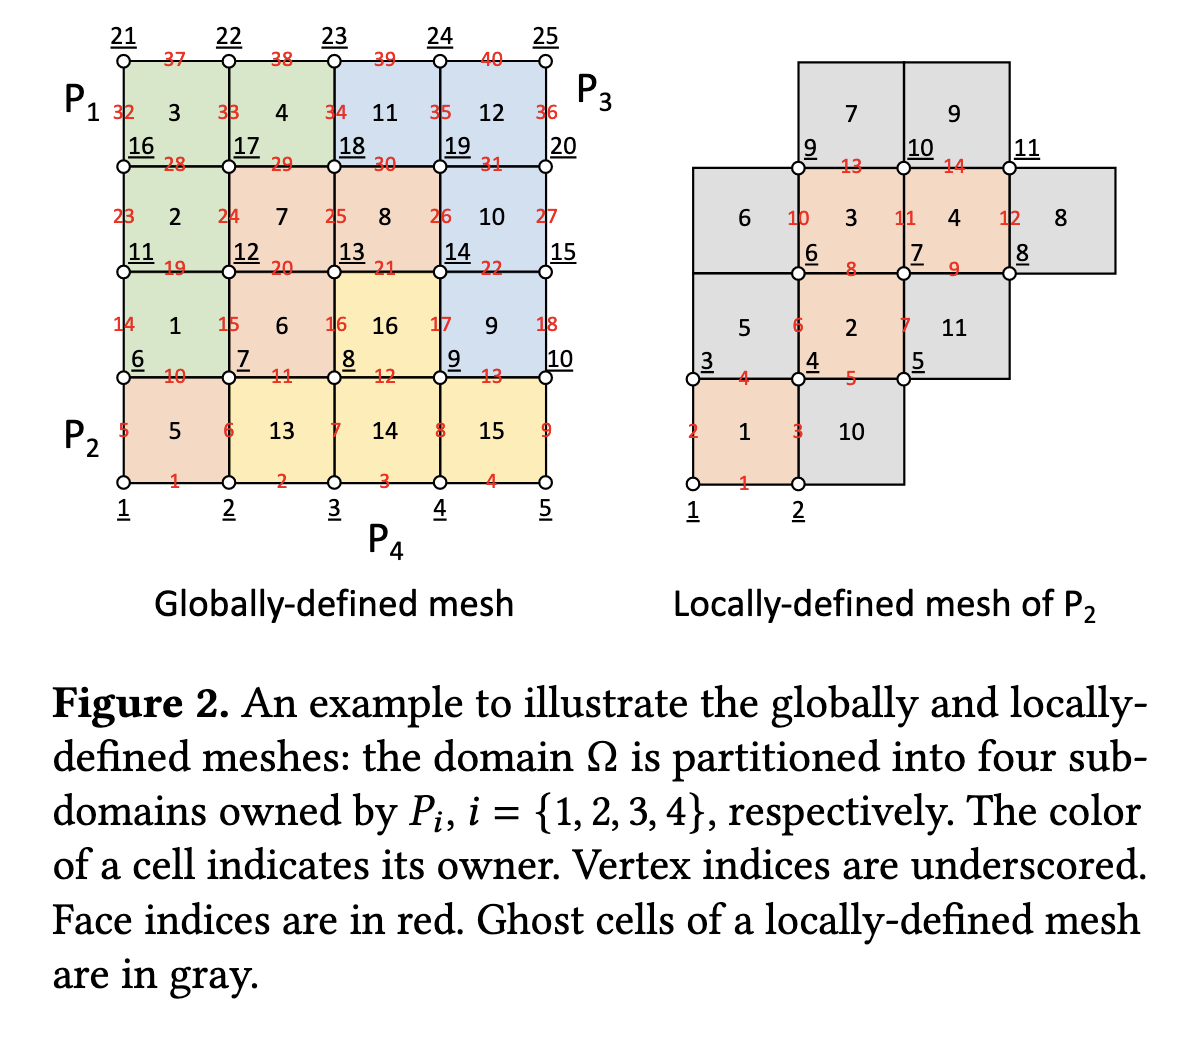 21 22 23 24 25
37 38 39 40
P1 32 3 33 4 34 11 35 12 36 P3
16 17 18 19 20
28 29 30 31
23 2 24 7 25 8 26 10 27
11 12 13 14 15
19 20 21 22
14 1 15 6 16 16 17 9 18
6 7 8 9 10
10 11 12 13
P2 5 5 6 13 7 14 8 15 9
1 2 3 4
1 2 3 4 5
P4
Globally-defined mesh
7 9
9 10 11
13 14
6 10 3 11 4 12 8
6 7 8
8 9
5 6 2 7 11
3 4 5
4 5
2 1 3 10
1
1 2
Locally-defined mesh of P2
Figure 2. An example to illustrate the globally and locally-
defined meshes: the domain Ω is partitioned into four sub-
domains owned by Pi, i = {1, 2, 3, 4}, respectively. The color
of a cell indicates its owner. Vertex indices are underscored.
Face indices are in red. Ghost cells of a locally-defined mesh
are in gray.